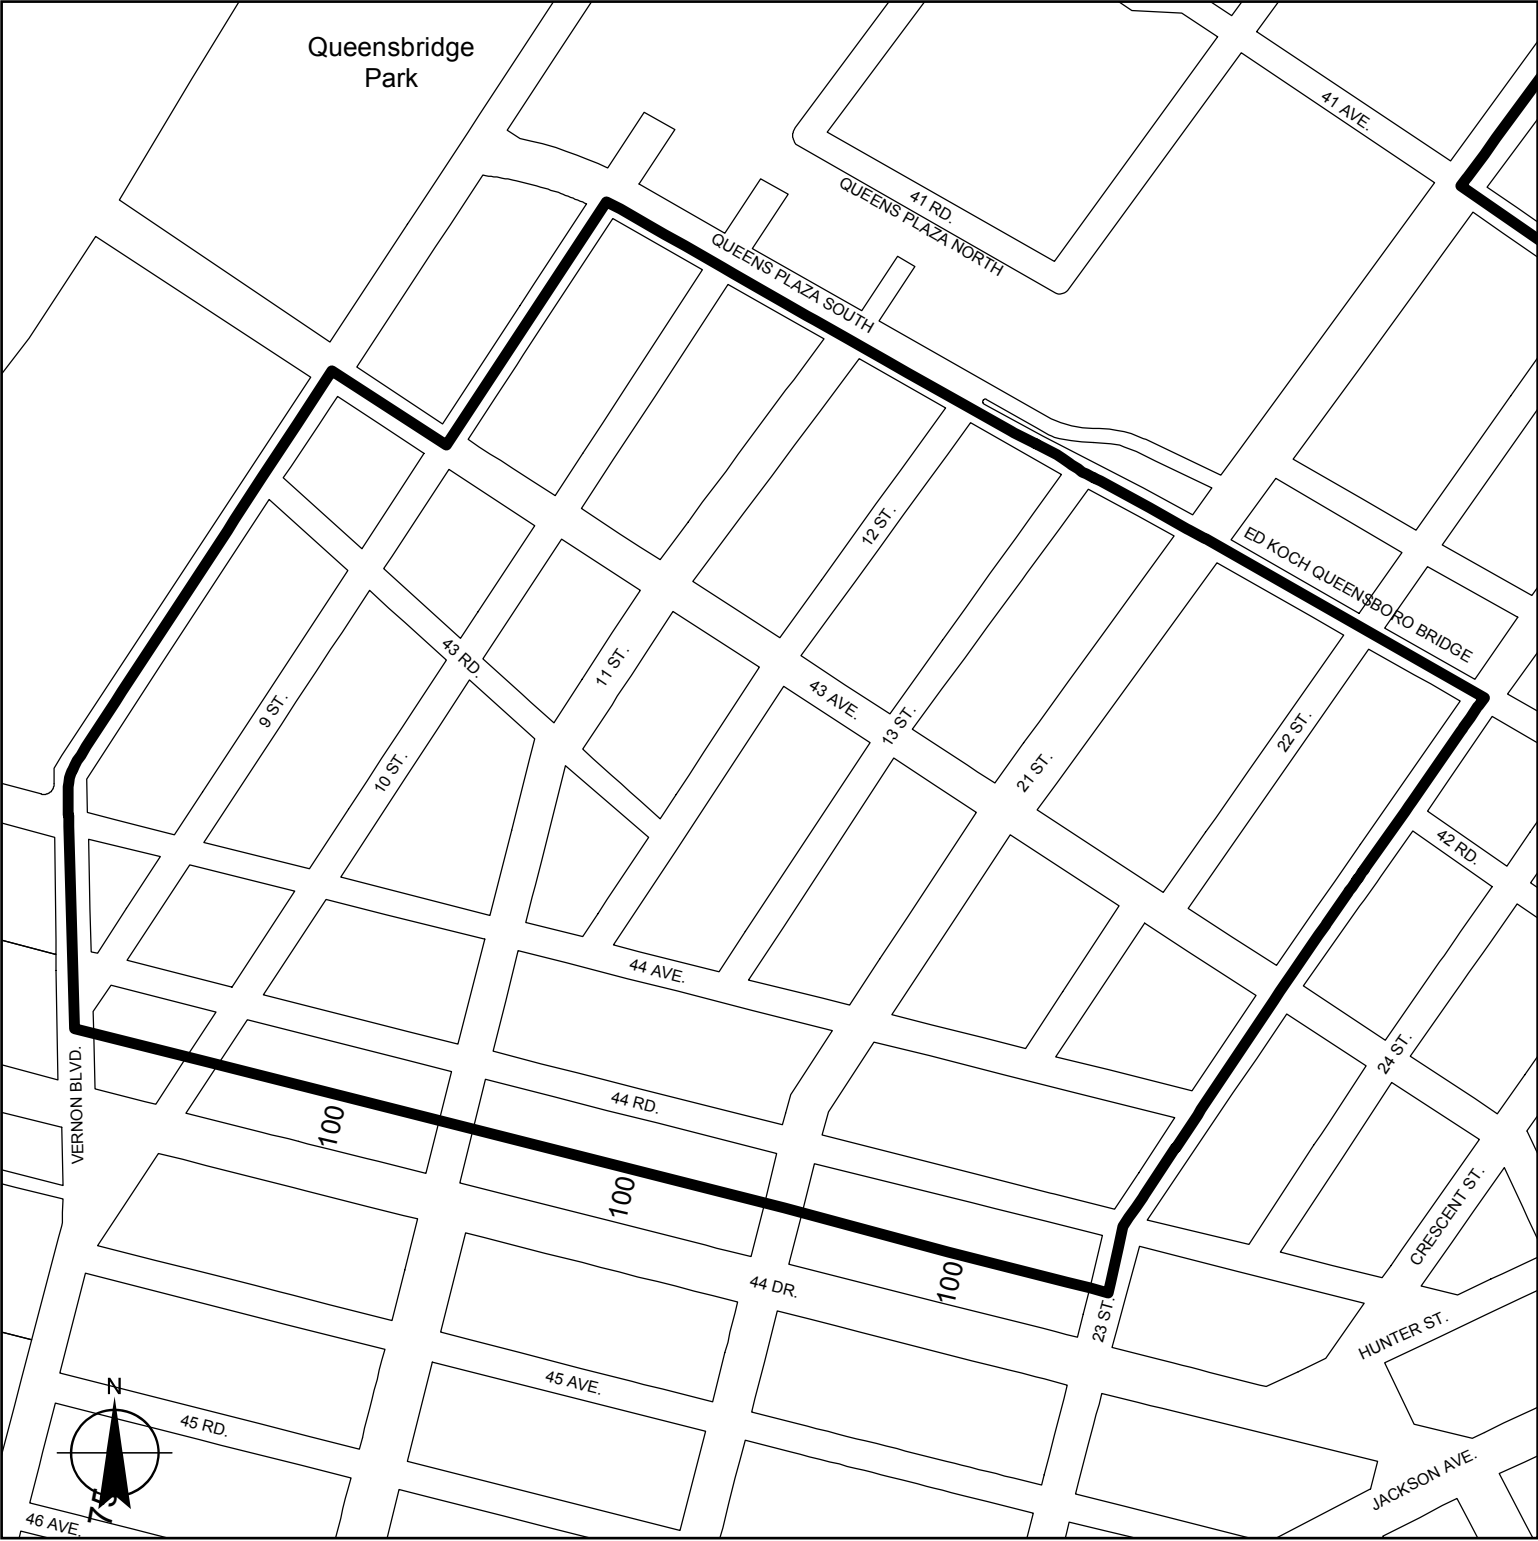 Queensbridge
Park
41 AVE.
41 RD.
QUEENS PLAZA NORTH
QUEENS PLAZA SOUTH
12 ST.
ED KOCH QUEENSBORO BRIDGE
43 RD.
11 ST.
43 AVE.
9 ST.
13 ST.
22 ST.
10 ST.
21 ST.
42 RD.
44 AVE.
24 ST.
44 RD.
VERNON BLVD.
100
100
100
CRESCENT ST.
44 DR.
23 ST.
HUNTER ST.
45 AVE.
N
45 RD.
JACKSON AVE.
75
46 AVE.